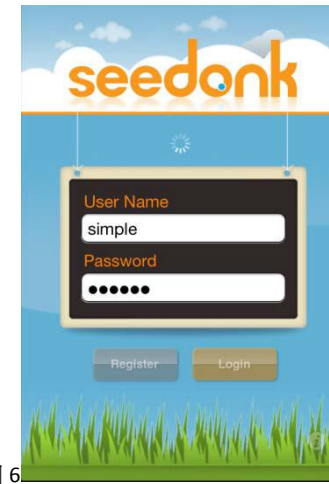 seedonk
User Name
simple
Password
●●●●●●
Register
Login
6